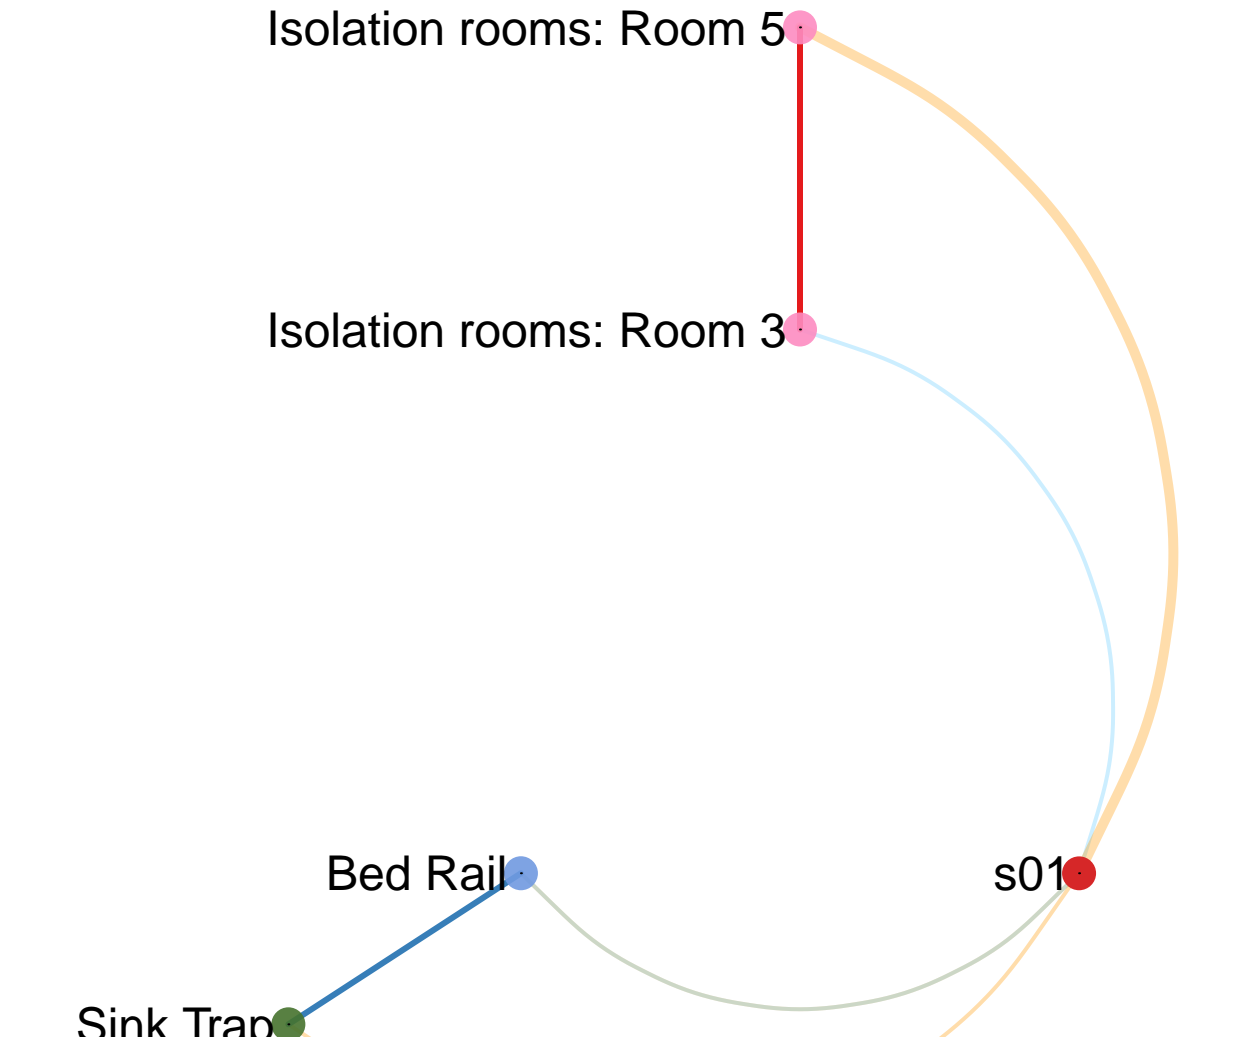 Isolation rooms: Room 5
Isolation rooms: Room 3
Bed Rail
s01
Sink Trap